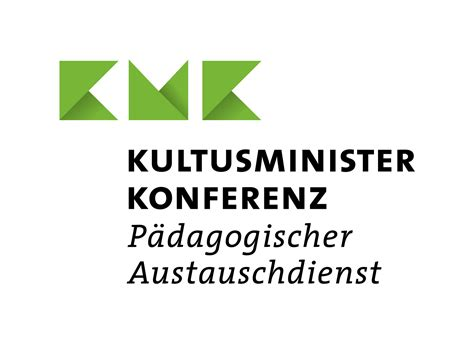 KMK
KULTUSMINISTER
KONFERENZ
Pädagogischer
Austauschdienst